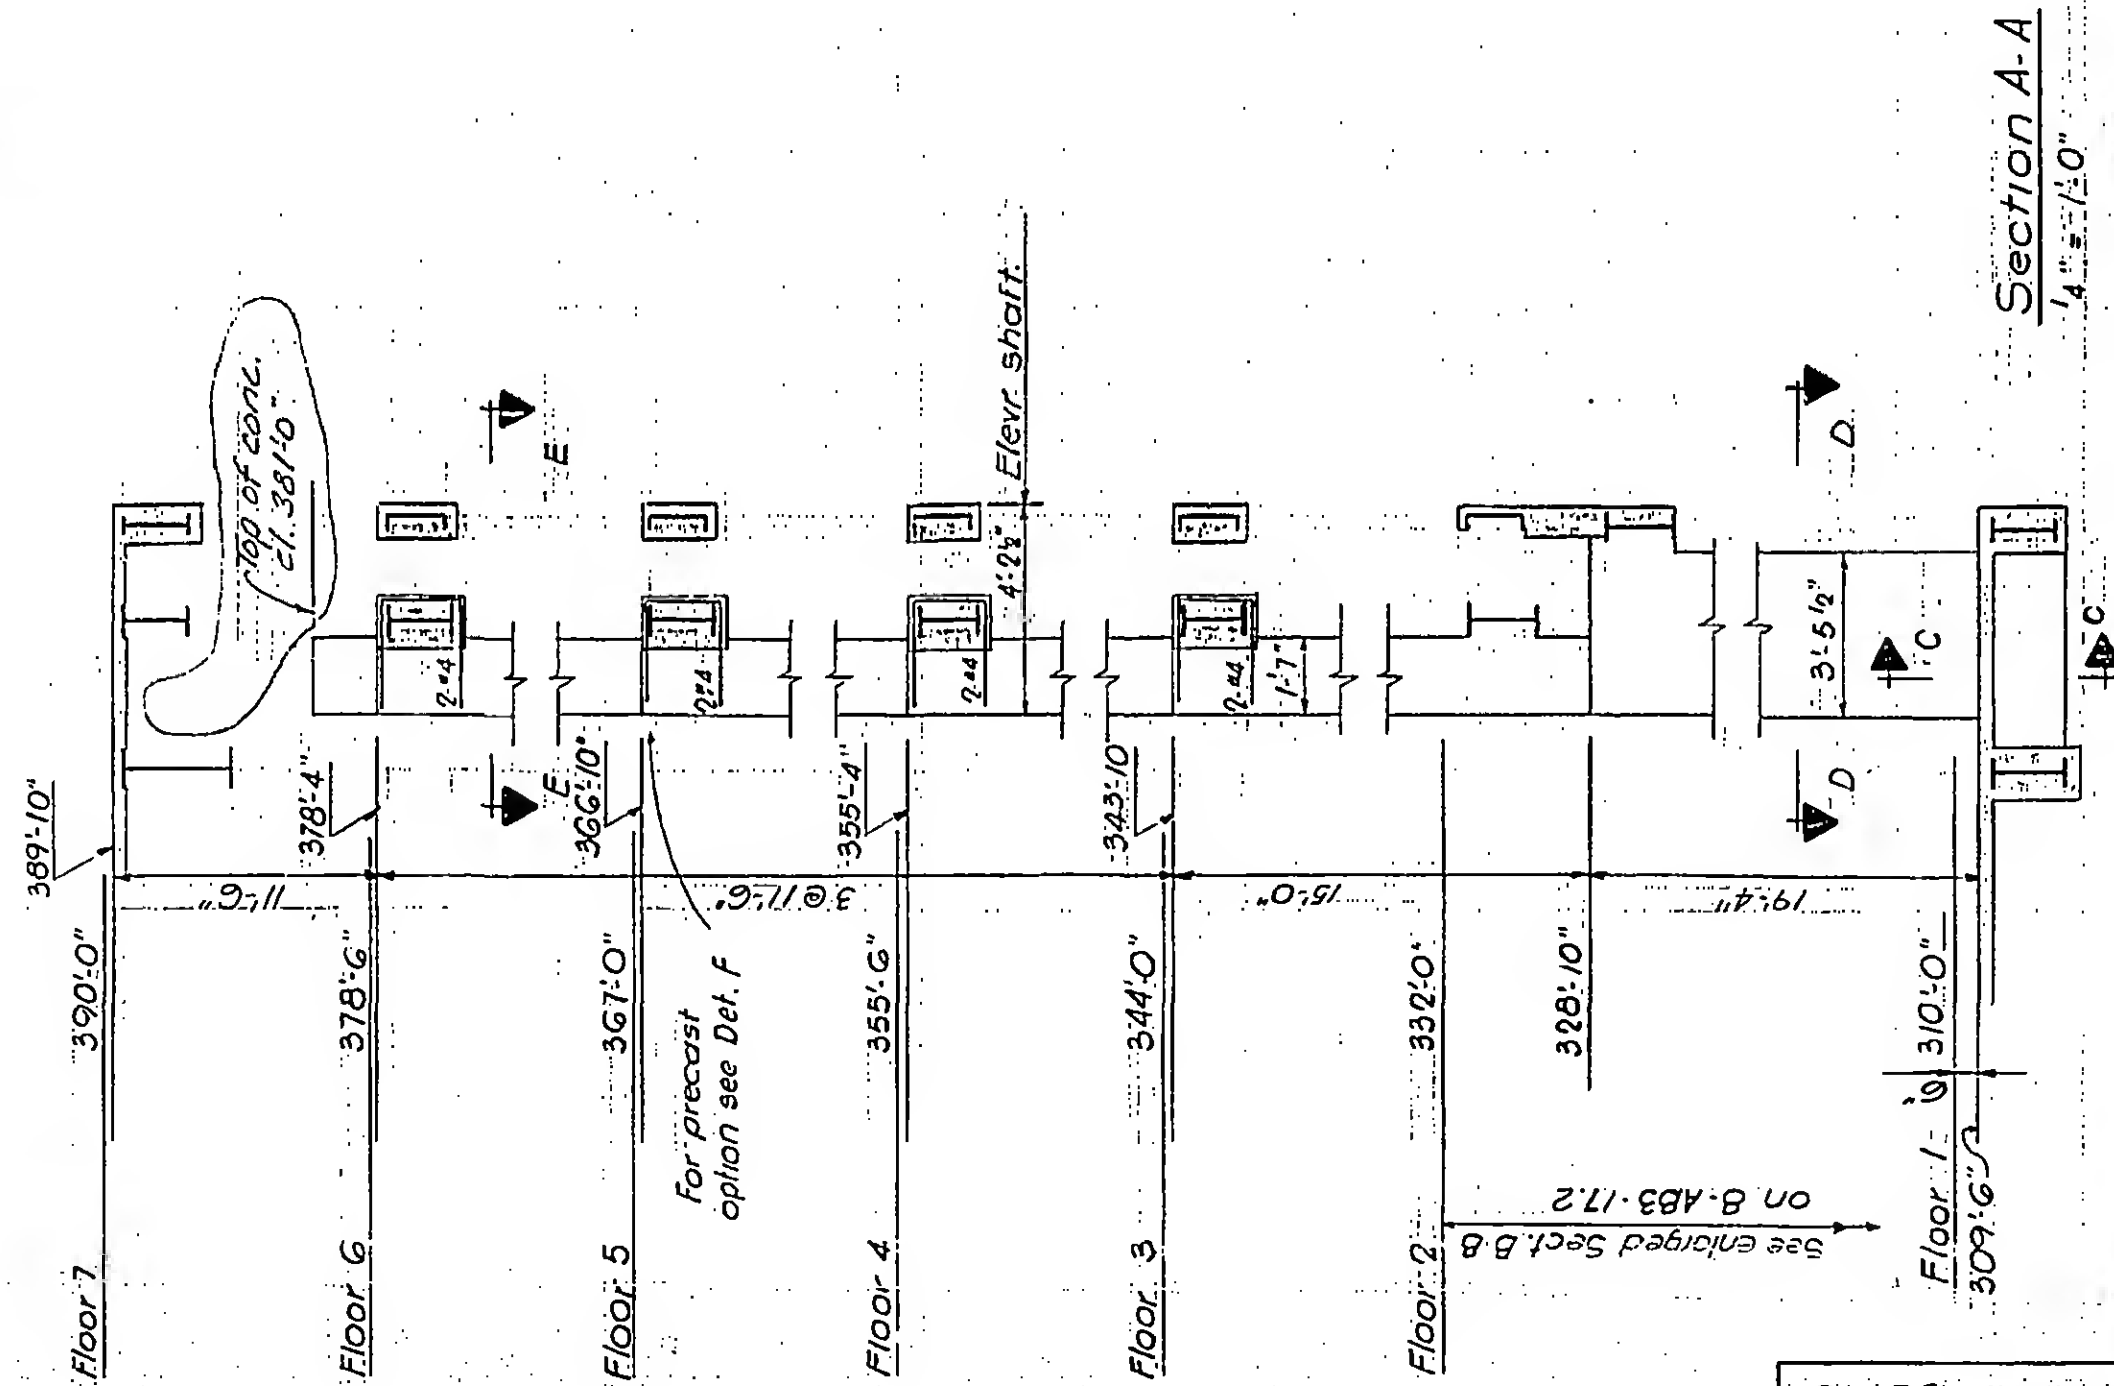 Floor 7 390'-0"
389'-10"
Top of conc.
el. 381'-0"
11'-6"
Floor 6 378'-6"
378'-4"
2-#4
E
E
Floor 5 367'-0"
366'-10"
2-#4
For precast
option see Det. F
3 @ 11'-6"
Floor 4 355'-6"
355'-4"
2-#4
4'-2½"
Elevr. shaft.
Floor 3 344'-0"
343'-10"
2-#4
1'-7"
15'-0"
Floor 2 332'-0"
328'-10"
See enlarged Sect. B-B
on 8-AB3-17.2
19'-4"
D
D
3'-5½"
C
C
Floor 1 310'-0"
6"
309'-6"
Section A-A
¼" = 1'-0"